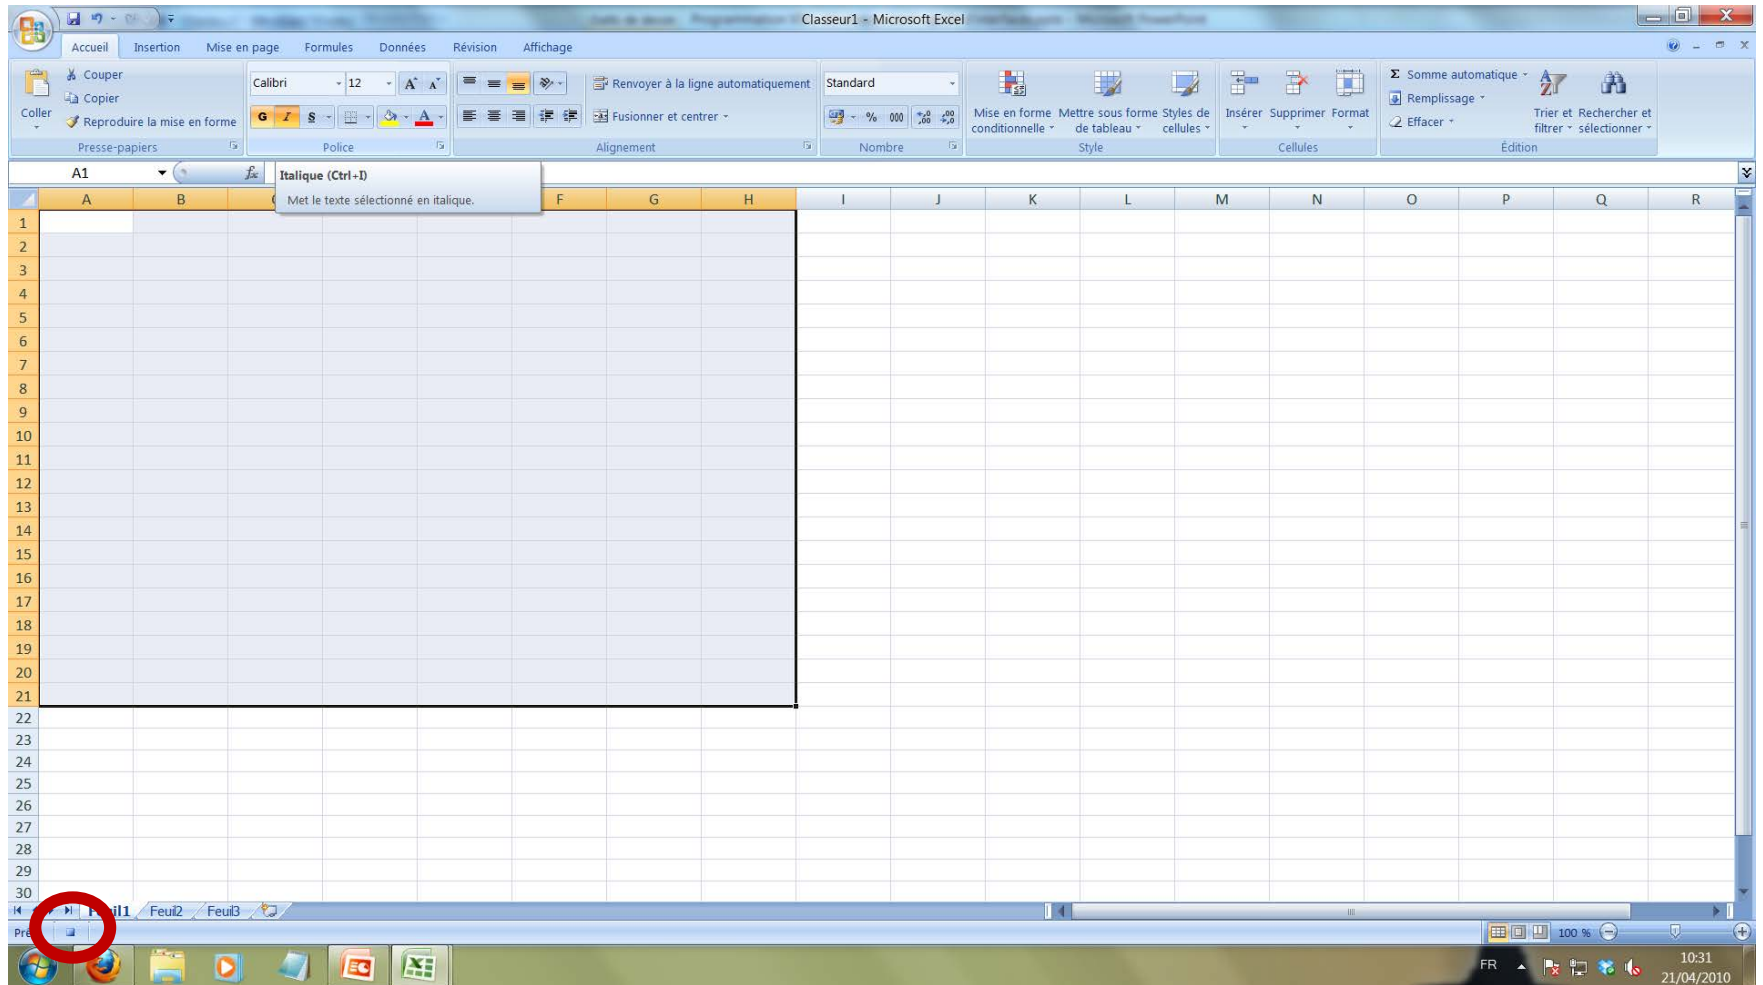 Classeur1 - Microsoft Excel
Accueil Insertion Mise en page Formules Données Révision Affichage
Coller
Couper
Copier
Reproduire la mise en forme
Presse-papiers
Calibri 12
G I S
Police
Renvoyer à la ligne automatiquement
Fusionner et centrer
Alignement
Standard
% 000
Nombre
Mise en forme conditionnelle
Mettre sous forme de tableau
Styles de cellules
Style
Insérer Supprimer Format
Cellules
Σ Somme automatique
Remplissage
Effacer
Trier et filtrer
Rechercher et sélectionner
Édition
A1 fx
Italique (Ctrl+I)
Met le texte sélectionné en italique.
A B F G H I J K L M N O P Q R
1
2
3
4
5
6
7
8
9
10
11
12
13
14
15
16
17
18
19
20
21
22
23
24
25
26
27
28
29
30
Feuil2 Feuil3
100 %
FR
10:31
21/04/2010